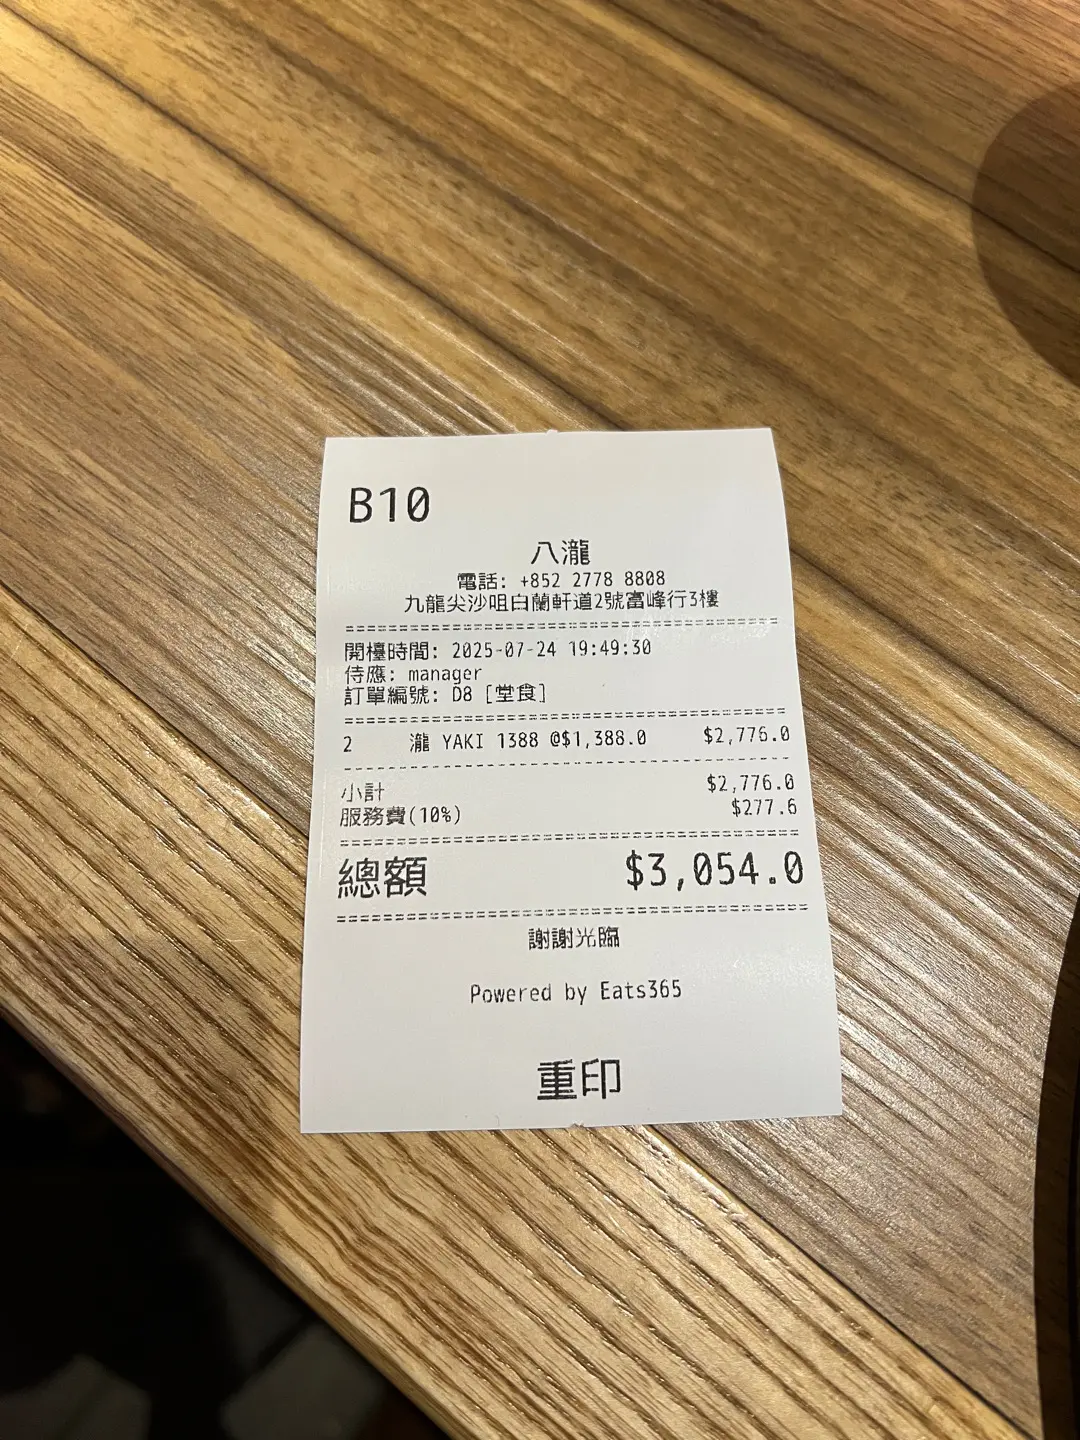 B10
八瀧
電話: +852 2778 8808
九龍尖沙咀白蘭軒道2號富峰行3樓
開檯時間: 2025-07-24 19:49:30
侍應: manager
訂單編號: D8 [堂食]
2 瀧 YAKI 1388 @$1,388.0 $2,776.0
小計 $2,776.0
服務費(10%) $277.6
總額 $3,054.0
謝謝光臨
Powered by Eats365
重印